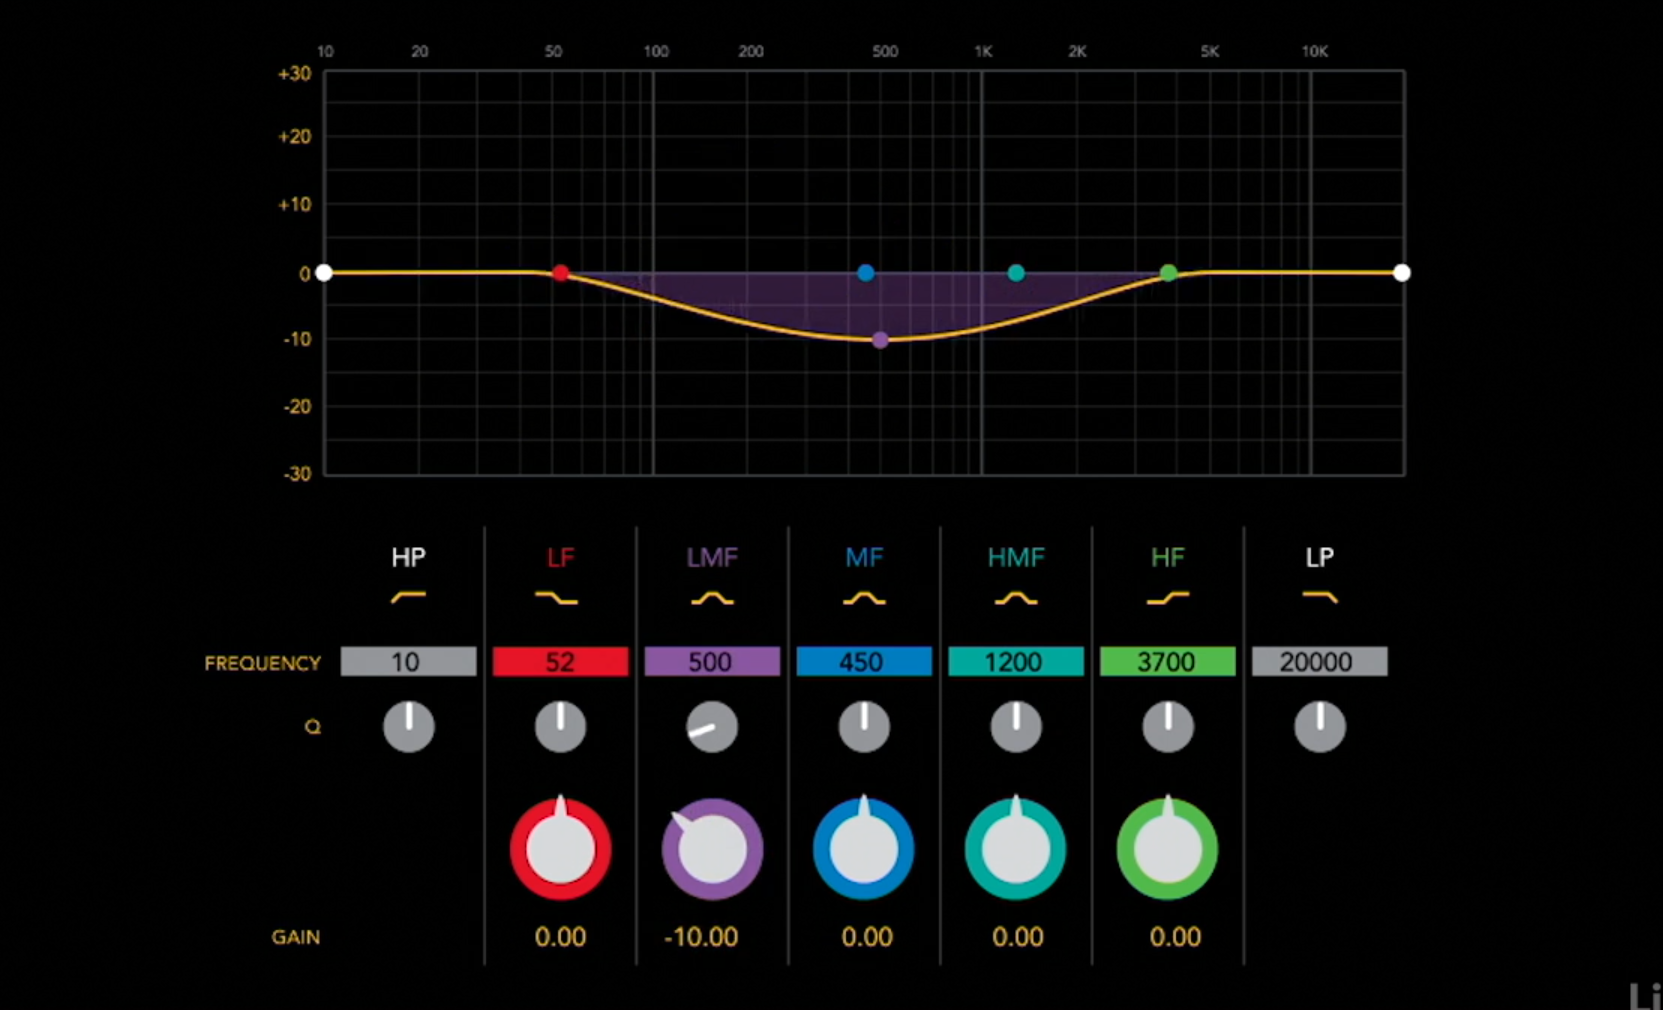 10 20 50 100 200 500 1K 2K 5K 10K
+30
+20
+10
0
-10
-20
-30
HP LF LMF MF HMF HF LP
FREQUENCY 10 52 500 450 1200 3700 20000
Q
GAIN 0.00 -10.00 0.00 0.00 0.00
Li